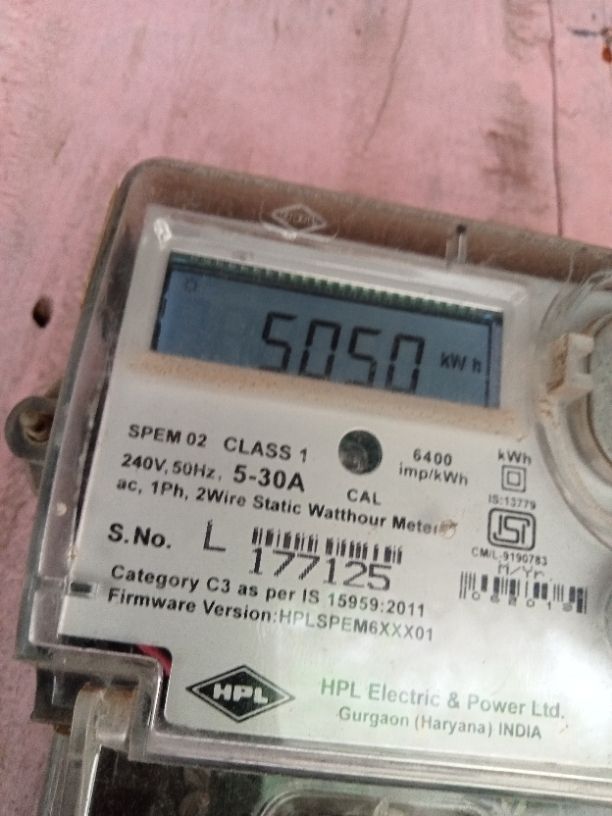 5050 kWh
SPEM 02 CLASS 1
240V, 50Hz, 5-30A
ac, 1Ph, 2Wire Static Watthour Meter
CAL
6400
imp/kWh
kWh
IS:13779
ISI
CM/L-9190783
M/Yr.
S.No. L 177125
Category C3 as per IS 15959:2011
Firmware Version:HPLSPEM6XXX01
HPL
HPL Electric & Power Ltd.
Gurgaon (Haryana) INDIA